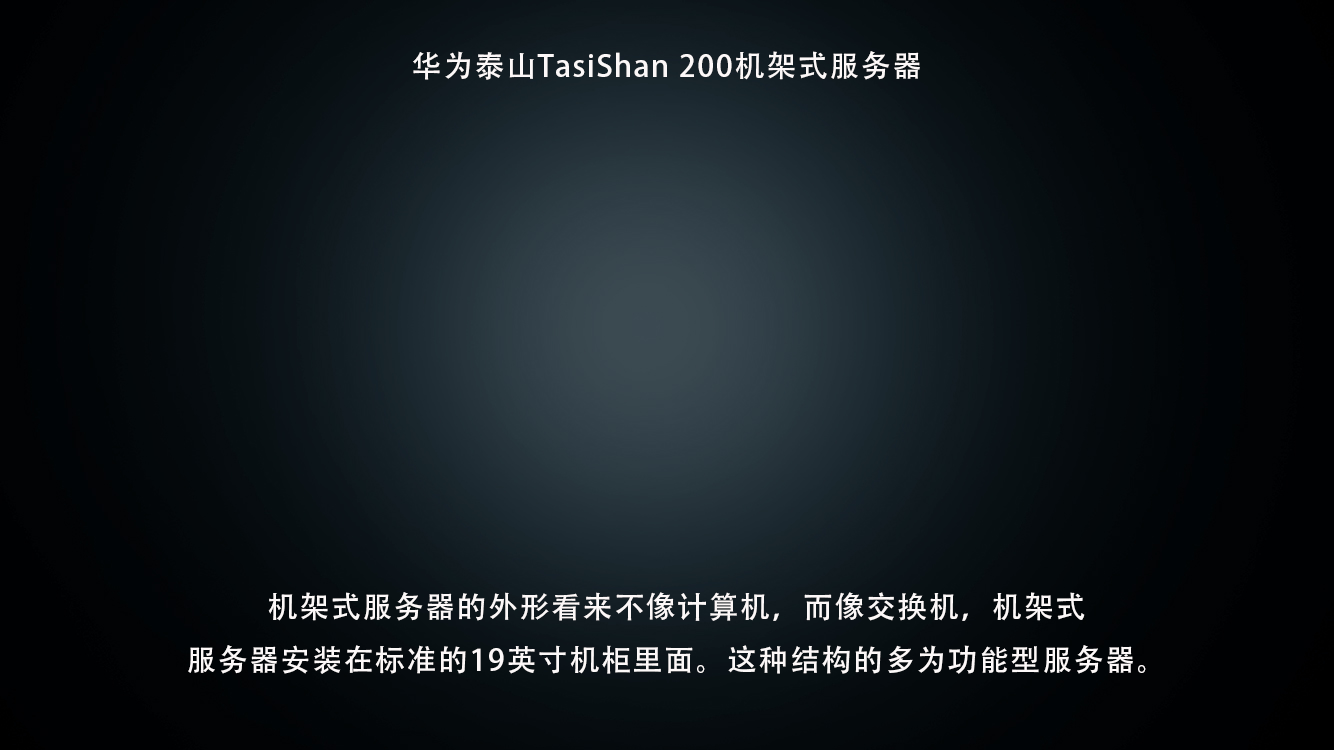 华为泰山TasiShan 200机架式服务器
机架式服务器的外形看来不像计算机，而像交换机，机架式
服务器安装在标准的19英寸机柜里面。这种结构的多为功能型服务器。